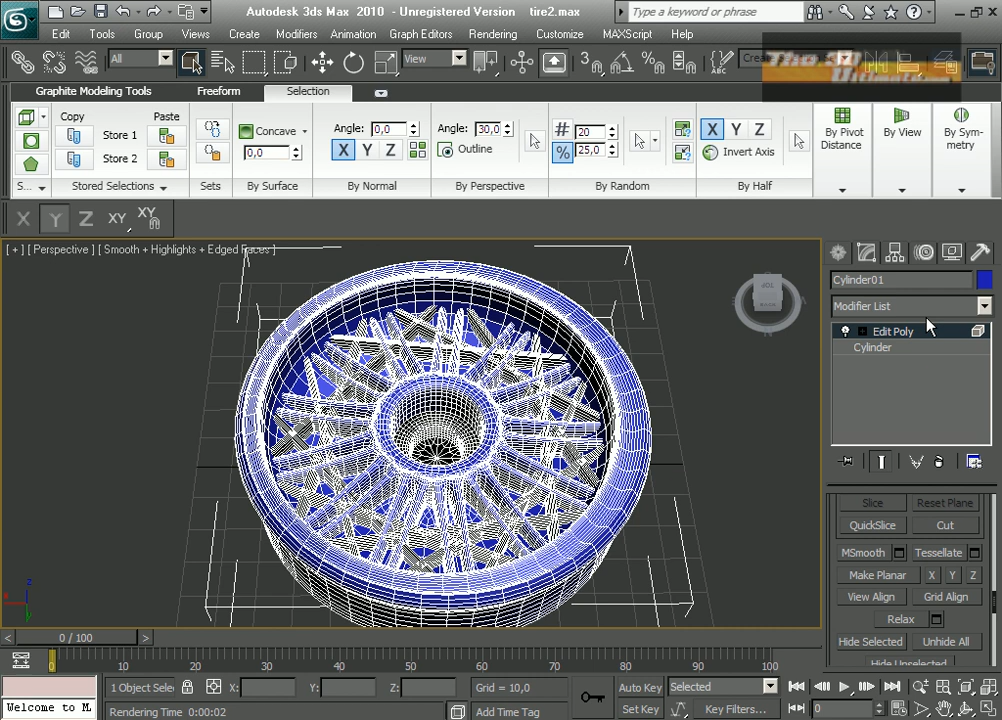 Autodesk 3ds Max 2010 - Unregistered Version tire2.max
Type a keyword or phrase
Edit Tools Group Views Create Modifiers Animation Graph Editors Rendering Customize MAXScript Help
All View
Graphite Modeling Tools Freeform Selection
Copy Paste
Store 1
Store 2
Concave
0,0
Angle: 0,0
X Y Z
Angle: 30,0
Outline
# 20
% 25,0
X Y Z
Invert Axis
By Pivot Distance
By View
By Sym- metry
S... Stored Selections Sets By Surface By Normal By Perspective By Random By Half
X Y Z XY XY
[ + ] [ Perspective ] [ Smooth + Highlights + Edged Faces ]
TOP
Cylinder01
Modifier List
Edit Poly
Cylinder
Slice Reset Plane
QuickSlice Cut
MSmooth Tessellate
Make Planar X Y Z
View Align Grid Align
Relax
Hide Selected Unhide All
Hide Unselected
< 0 / 100 >
0 10 20 30 40 50 60 70 80 90 100
1 Object Selec X: Y: Z: Grid = 10,0 Auto Key Selected
Welcome to M Rendering Time 0:00:02 Add Time Tag Set Key Key Filters... 0